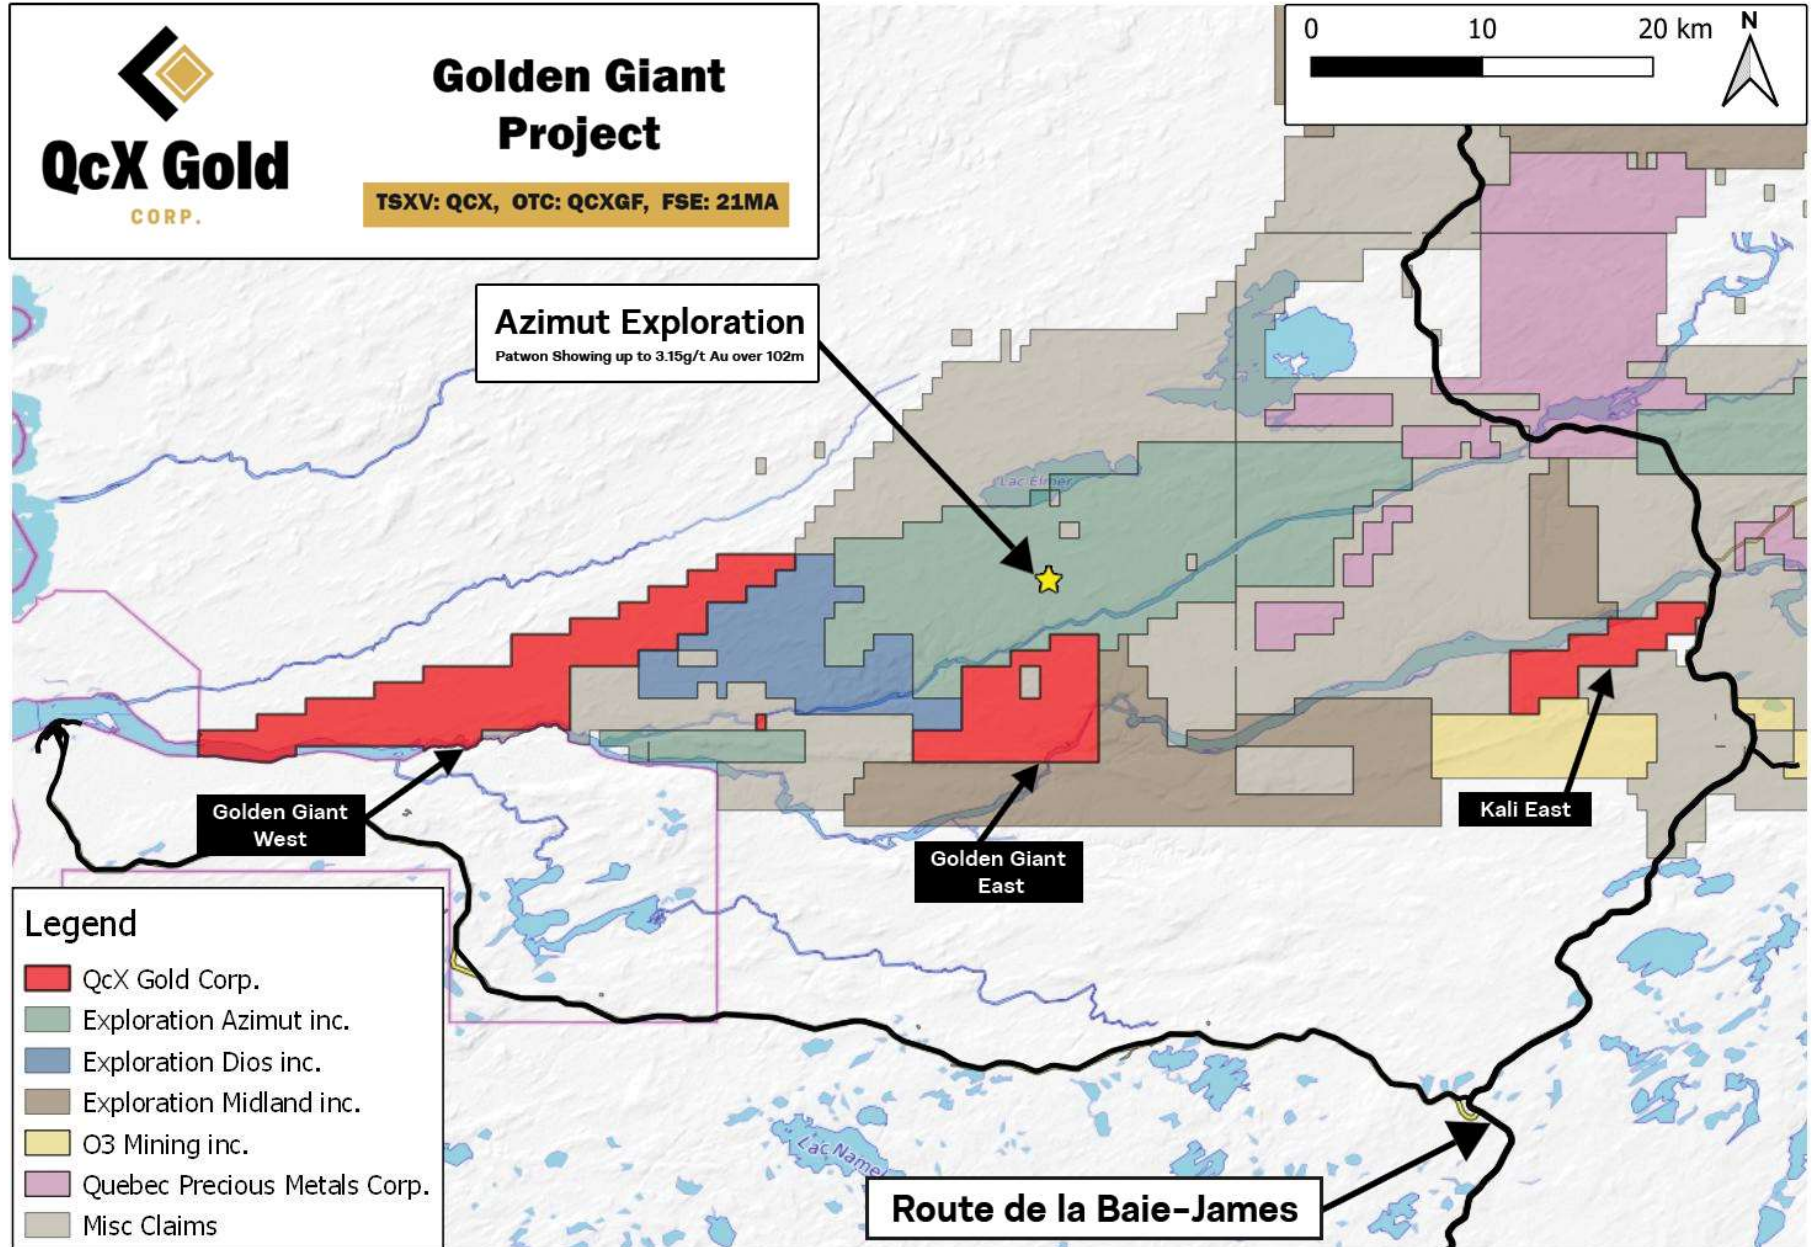 QcX Gold
CORP.
Golden Giant
Project
TSXV: QCX, OTC: QCXGF, FSE: 21MA
0 10 20 km
N
Azimut Exploration
Patwon Showing up to 3.15g/t Au over 102m
Lac Elmer
Golden Giant
West
Golden Giant
East
Kali East
Legend
QcX Gold Corp.
Exploration Azimut inc.
Exploration Dios inc.
Exploration Midland inc.
O3 Mining inc.
Quebec Precious Metals Corp.
Misc Claims
Lac Name
Route de la Baie-James